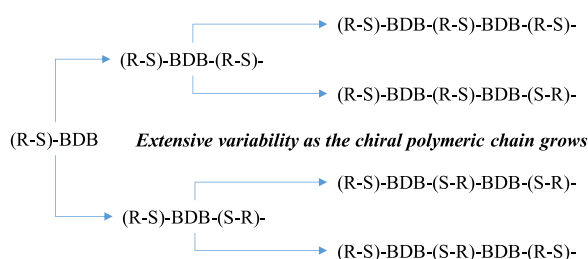 (R-S)-BDB-(R-S)-BDB-(R-S)-
(R-S)-BDB-(R-S)-
(R-S)-BDB-(R-S)-BDB-(S-R)-
(R-S)-BDB
Extensive variability as the chiral polymeric chain grows
(R-S)-BDB-(S-R)-BDB-(S-R)-
(R-S)-BDB-(S-R)-
(R-S)-BDB-(S-R)-BDB-(R-S)-